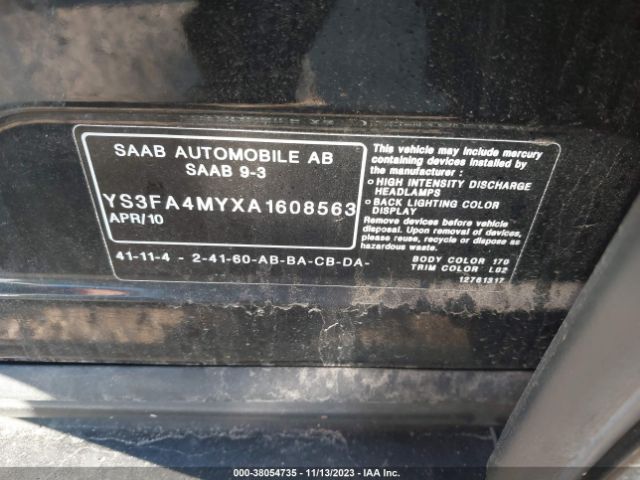 SAAB AUTOMOBILE AB
SAAB 9-3
YS3FA4MYXA1608563
APR/10
41-11-4 - 2-41-60-AB-BA-CB-DA-
This vehicle may include mercury
containing devices installed by
the manufacturer :
o HIGH INTENSITY DISCHARGE
HEADLAMPS
o BACK LIGHTING COLOR
DISPLAY
Remove devices before vehicle
disposal. Upon removal of devices,
please reuse, recycle or dispose as
hazardous waste.
BODY COLOR 170
TRIM COLOR L02
12761317
000-38054735 - 11/13/2023 - IAA Inc.